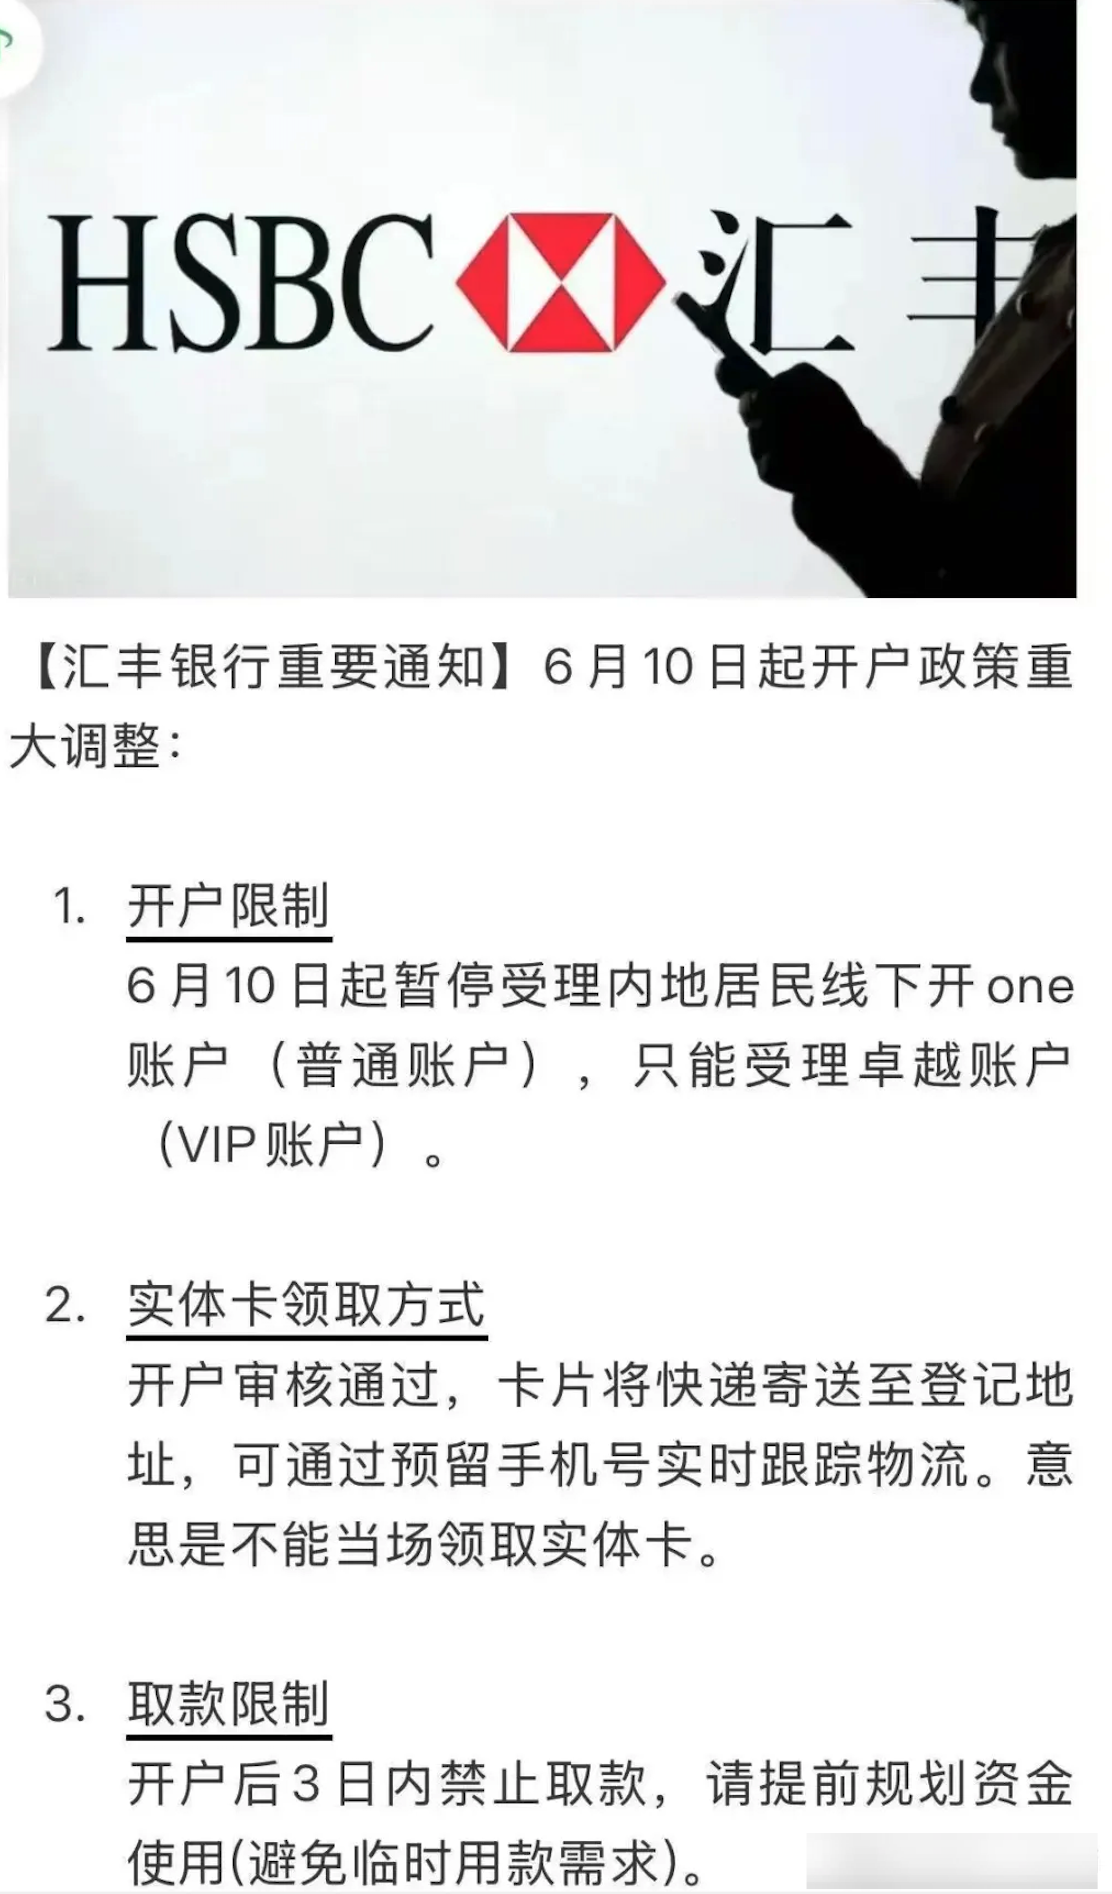 HSBC 汇丰
【汇丰银行重要通知】6月10日起开户政策重
大调整：
1. 开户限制
6月10日起暂停受理内地居民线下开one
账户（普通账户），只能受理卓越账户
（VIP账户）。
2. 实体卡领取方式
开户审核通过，卡片将快递寄送至登记地
址，可通过预留手机号实时跟踪物流。意
思是不能当场领取实体卡。
3. 取款限制
开户后3日内禁止取款，请提前规划资金
使用(避免临时用款需求)。